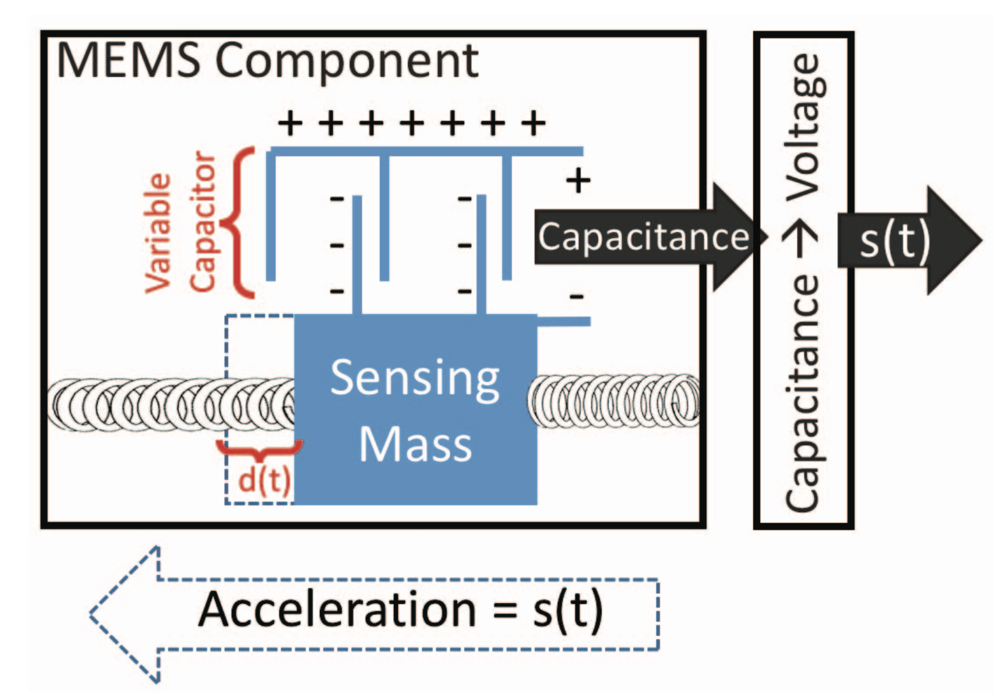 MEMS Component
+ + + + + + +
Variable
Capacitor
+
-
-
-
-
-
-
-
Capacitance
Capacitance → Voltage
s(t)
Sensing
Mass
d(t)
Acceleration = s(t)